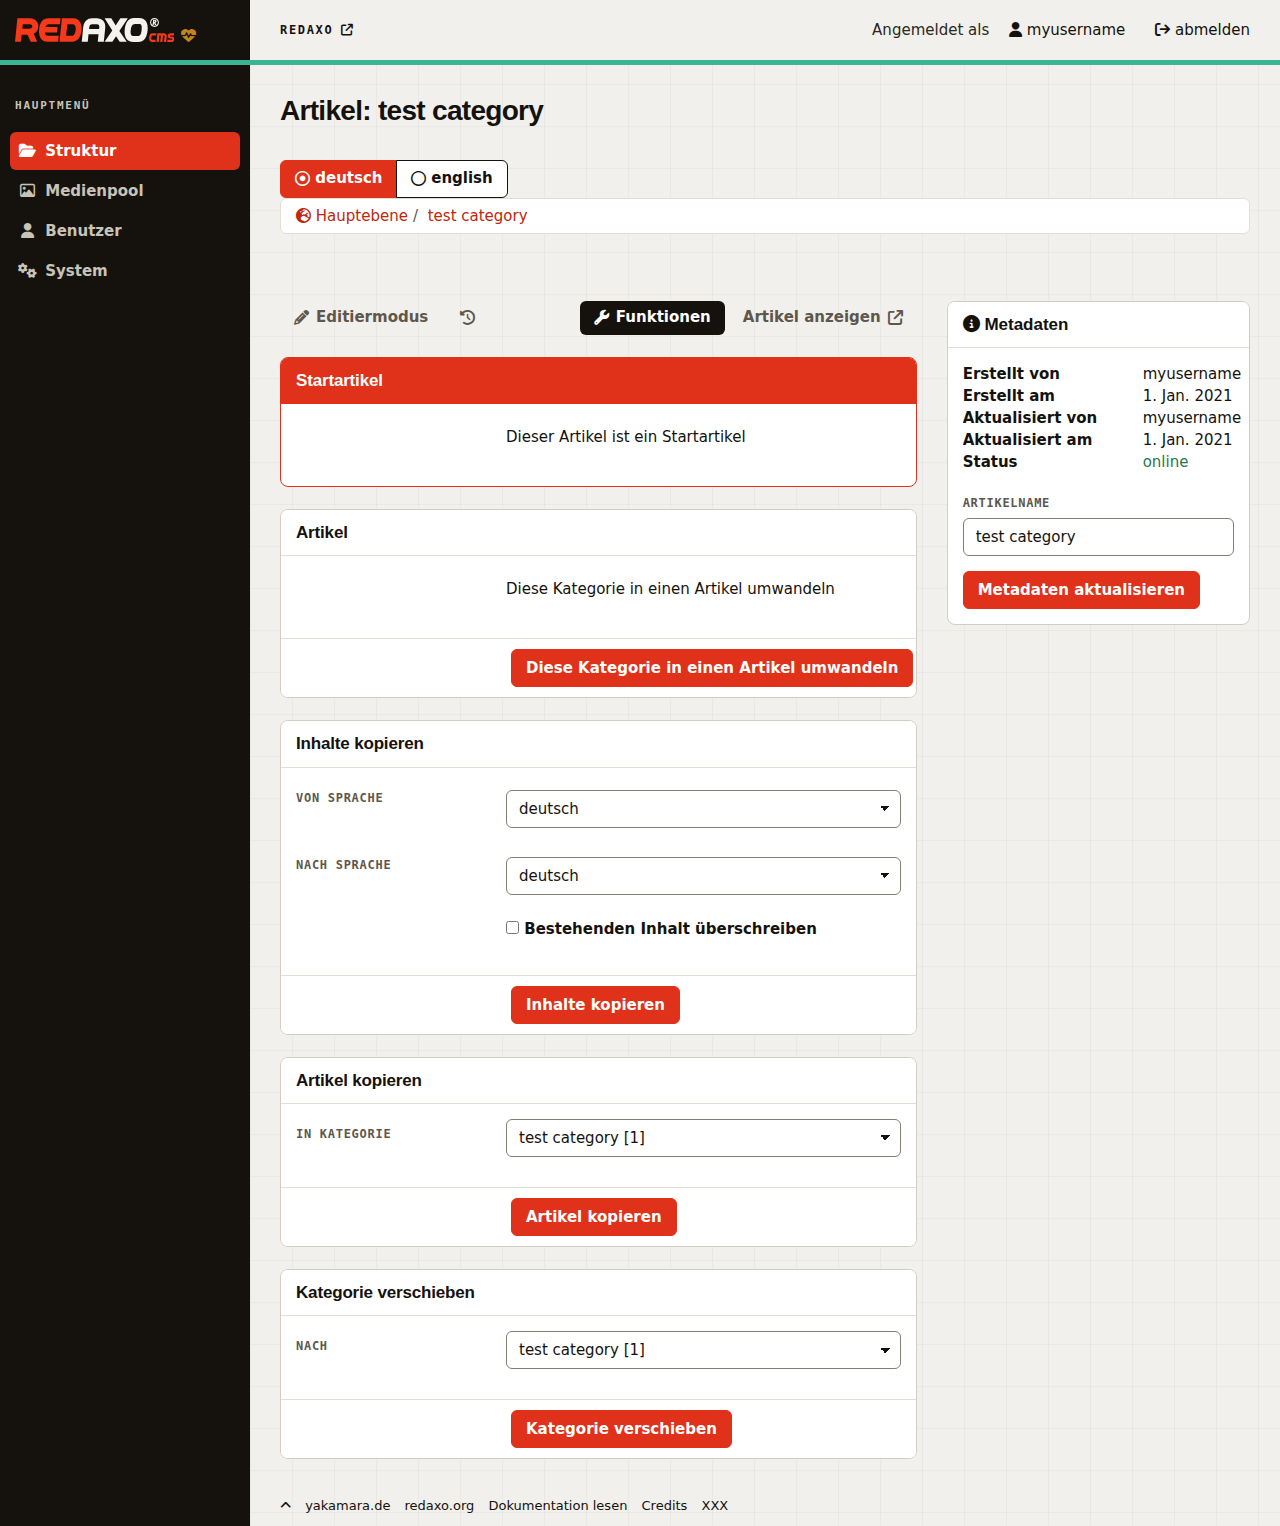 REDAXO® cms
REDAXO
Angemeldet als myusername abmelden
HAUPTMENÜ
Struktur
Medienpool
Benutzer
System
Artikel: test category
deutsch english
Hauptebene / test category
Editiermodus Funktionen Artikel anzeigen
Startartikel
Dieser Artikel ist ein Startartikel
Artikel
Diese Kategorie in einen Artikel umwandeln
Diese Kategorie in einen Artikel umwandeln
Inhalte kopieren
VON SPRACHE deutsch
NACH SPRACHE deutsch
Bestehenden Inhalt überschreiben
Inhalte kopieren
Artikel kopieren
IN KATEGORIE test category [1]
Artikel kopieren
Kategorie verschieben
NACH test category [1]
Kategorie verschieben
Metadaten
Erstellt von myusername
Erstellt am 1. Jan. 2021
Aktualisiert von myusername
Aktualisiert am 1. Jan. 2021
Status online
ARTIKELNAME
test category
Metadaten aktualisieren
yakamara.de redaxo.org Dokumentation lesen Credits XXX